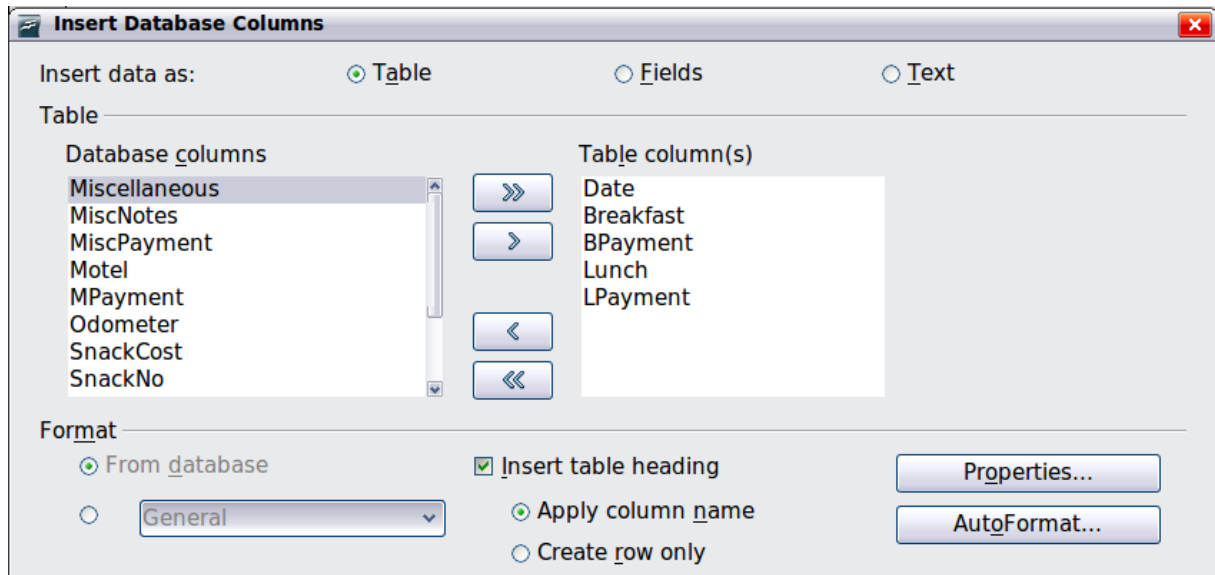 Insert Database Columns
Insert data as: Table Fields Text
Table
Database columns
Miscellaneous
MiscNotes
MiscPayment
Motel
MPayment
Odometer
SnackCost
SnackNo
Table column(s)
Date
Breakfast
BPayment
Lunch
LPayment
Format
From database
General
Insert table heading
Apply column name
Create row only
Properties...
AutoFormat...